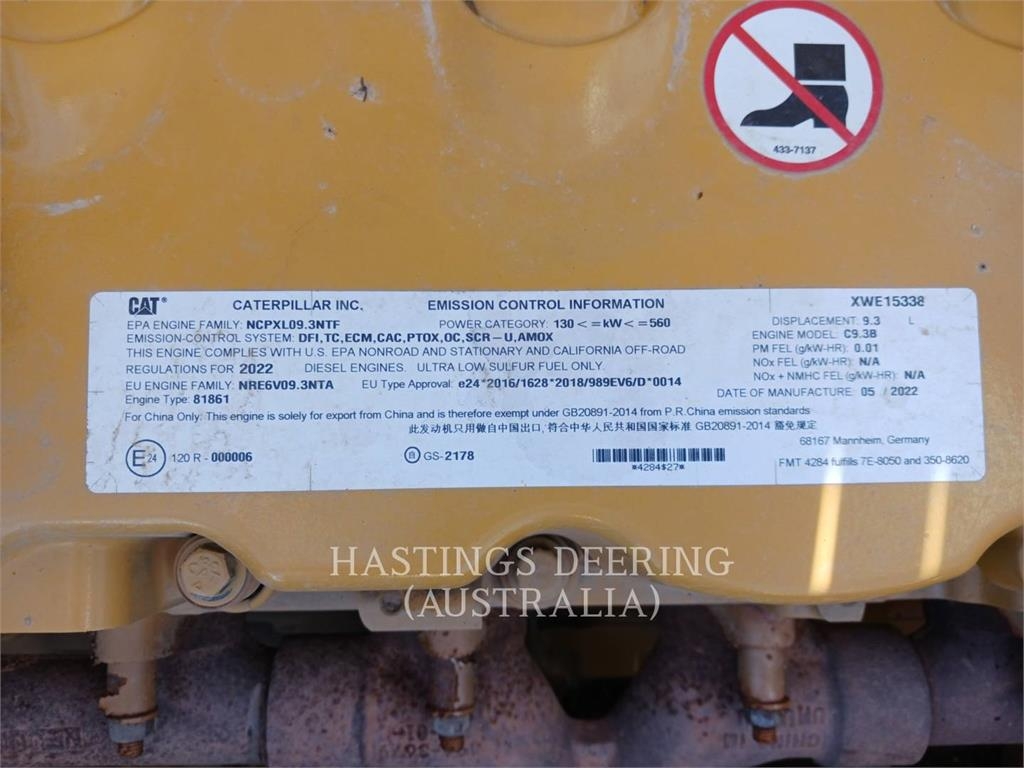 433-7137
CAT® CATERPILLAR INC. EMISSION CONTROL INFORMATION XWE15338
EPA ENGINE FAMILY: NCPXL09.3NTF POWER CATEGORY: 130 < =kW< =560 DISPLACEMENT: 9.3 L
EMISSION-CONTROL SYSTEM: DFI,TC,ECM,CAC,PTOX,OC,SCR-U,AMOX ENGINE MODEL: C9.3B
THIS ENGINE COMPLIES WITH U.S. EPA NONROAD AND STATIONARY AND CALIFORNIA OFF-ROAD PM FEL (g/kW-HR): 0.01
REGULATIONS FOR 2022 DIESEL ENGINES. ULTRA LOW SULFUR FUEL ONLY. NOx FEL (g/kW-HR): N/A
EU ENGINE FAMILY: NRE6V09.3NTA EU Type Approval: e24*2016/1628*2018/989EV6/D*0014 NOx + NMHC FEL (g/kW-HR): N/A
Engine Type: 81861 DATE OF MANUFACTURE: 05 / 2022
For China Only: This engine is solely for export from China and is therefore exempt under GB20891-2014 from P.R.China emission standards
此发动机只用做自中国出口, 符合中华人民共和国国家标准 GB20891-2014 豁免规定
E24 120 R - 000006 自 GS-2178 *4284$27* 68167 Mannheim, Germany
FMT 4284 fulfills 7E-8050 and 350-8620
HASTINGS DEERING
(AUSTRALIA)